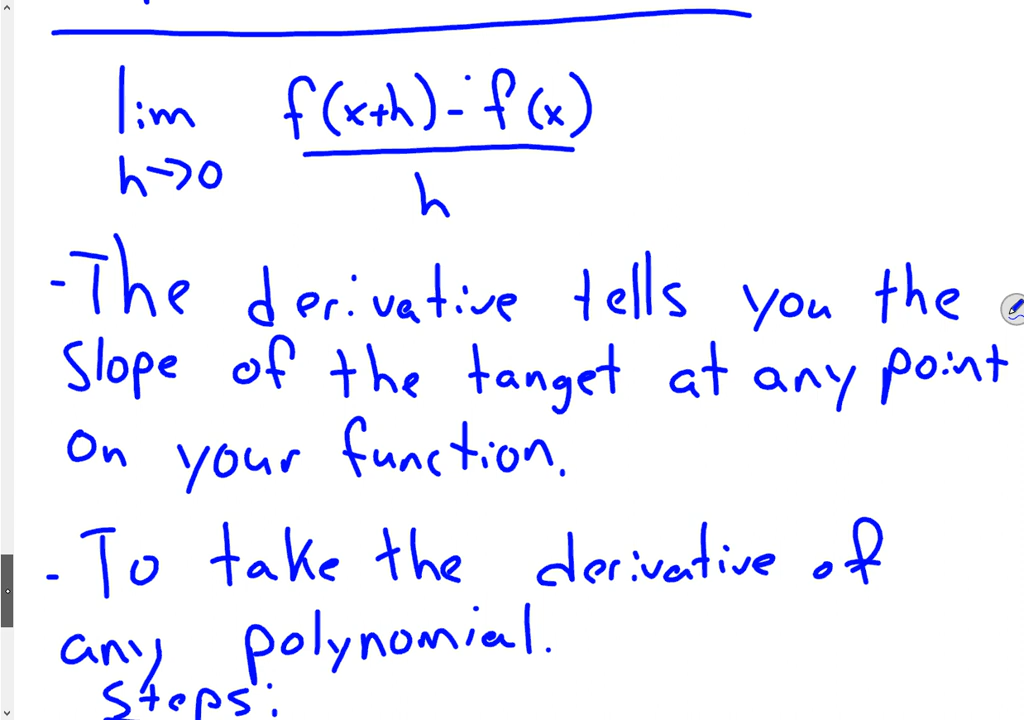 lim f(x+h)-f(x)
h→0 h
-The derivative tells you the
slope of the tanget at any point
on your function.
- To take the derivative of
any polynomial.
Steps: